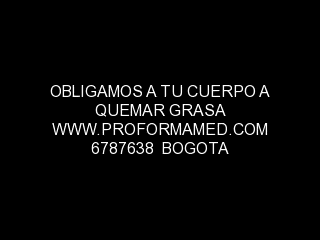 OBLIGAMOS A TU CUERPO A
QUEMAR GRASA
WWW.PROFORMAMED.COM
6787638 BOGOTA